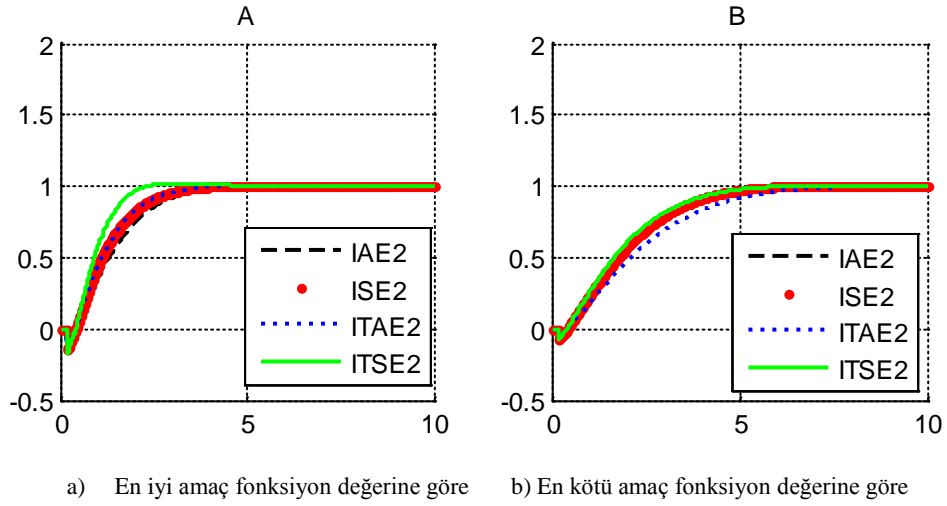 A
2
1.5
1
0.5
0
-0.5
0
5
10
IAE2
ISE2
ITAE2
ITSE2
B
2
1.5
1
0.5
0
-0.5
0
5
10
IAE2
ISE2
ITAE2
ITSE2
a) En iyi amaç fonksiyon değerine göre
b) En kötü amaç fonksiyon değerine göre